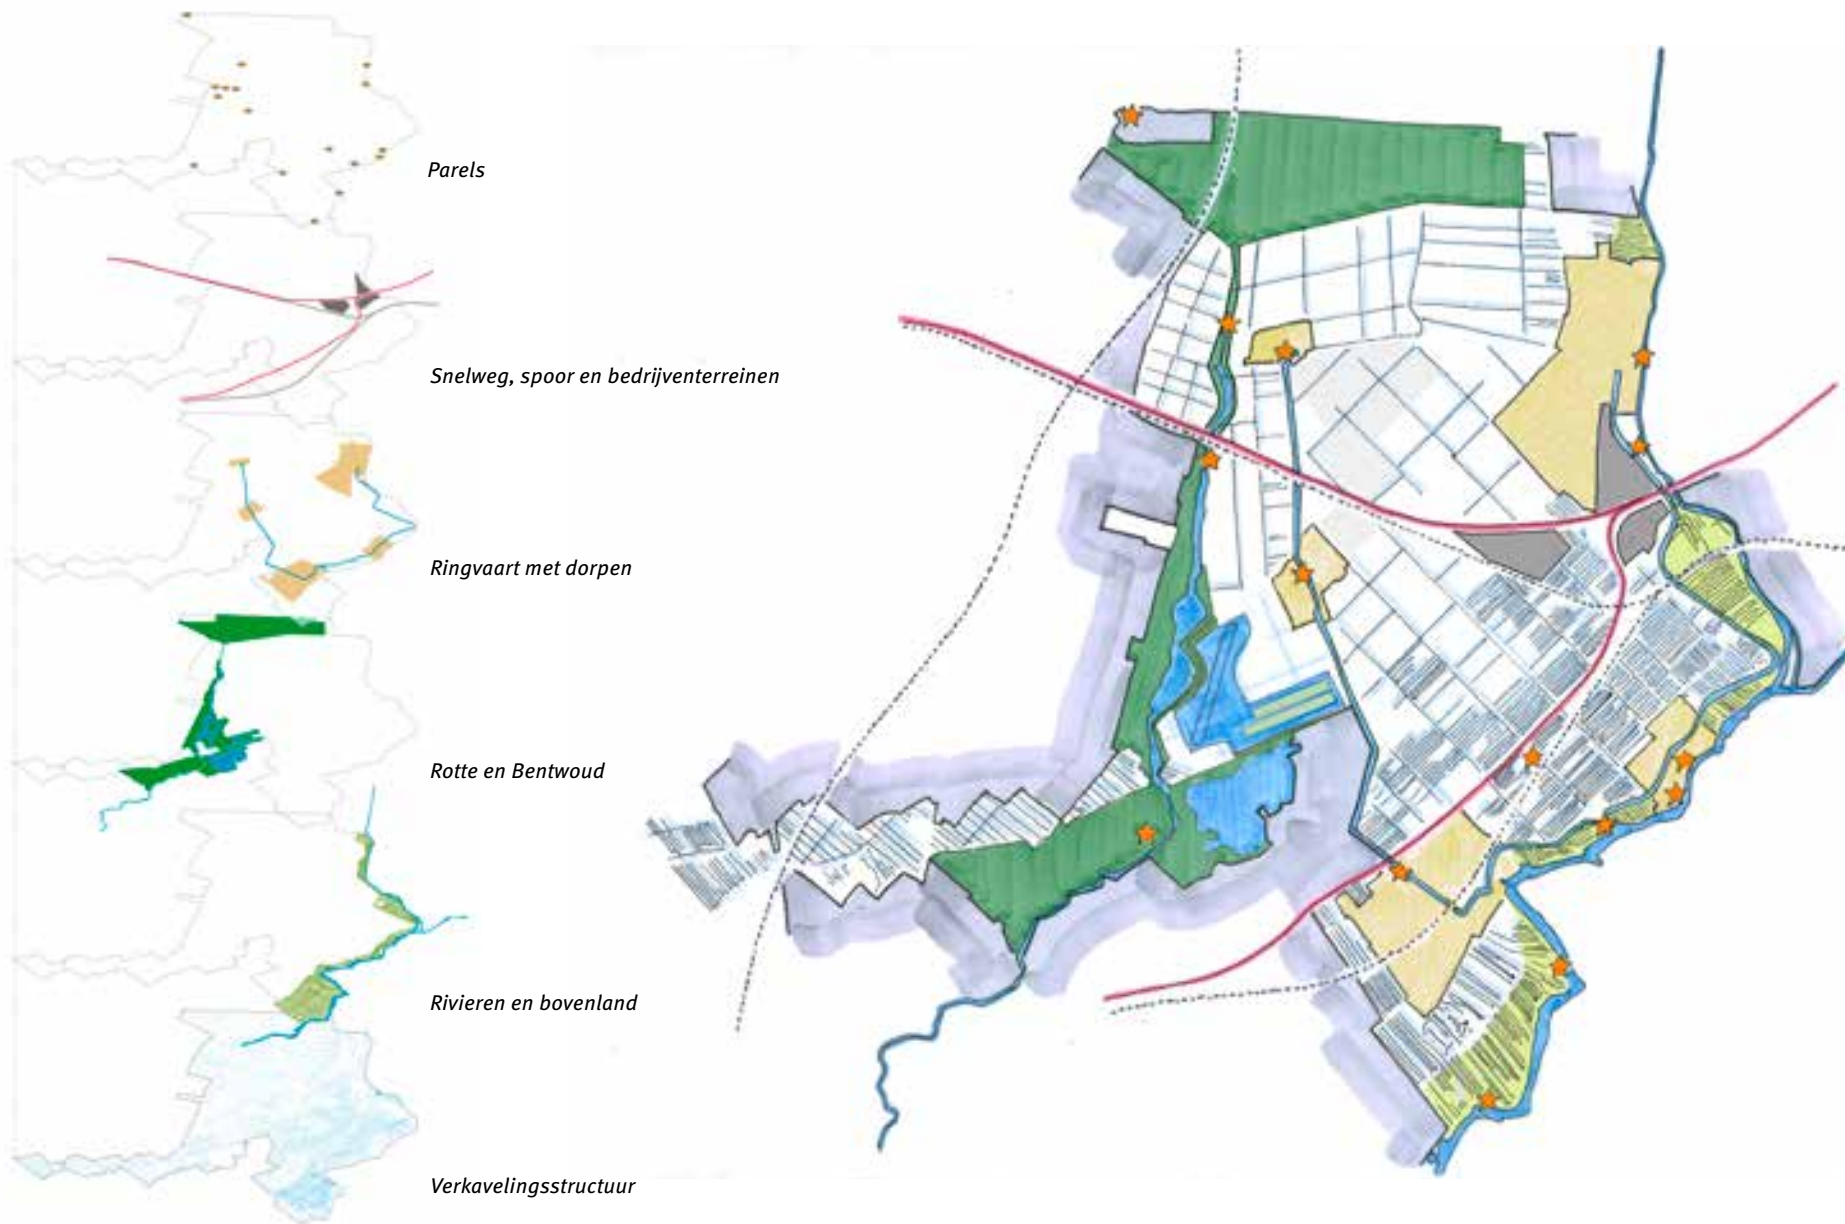 Parels
Snelweg, spoor en bedrijventerreinen
Ringvaart met dorpen
Rotte en Bentwoud
Rivieren en bovenland
Verkavelingsstructuur